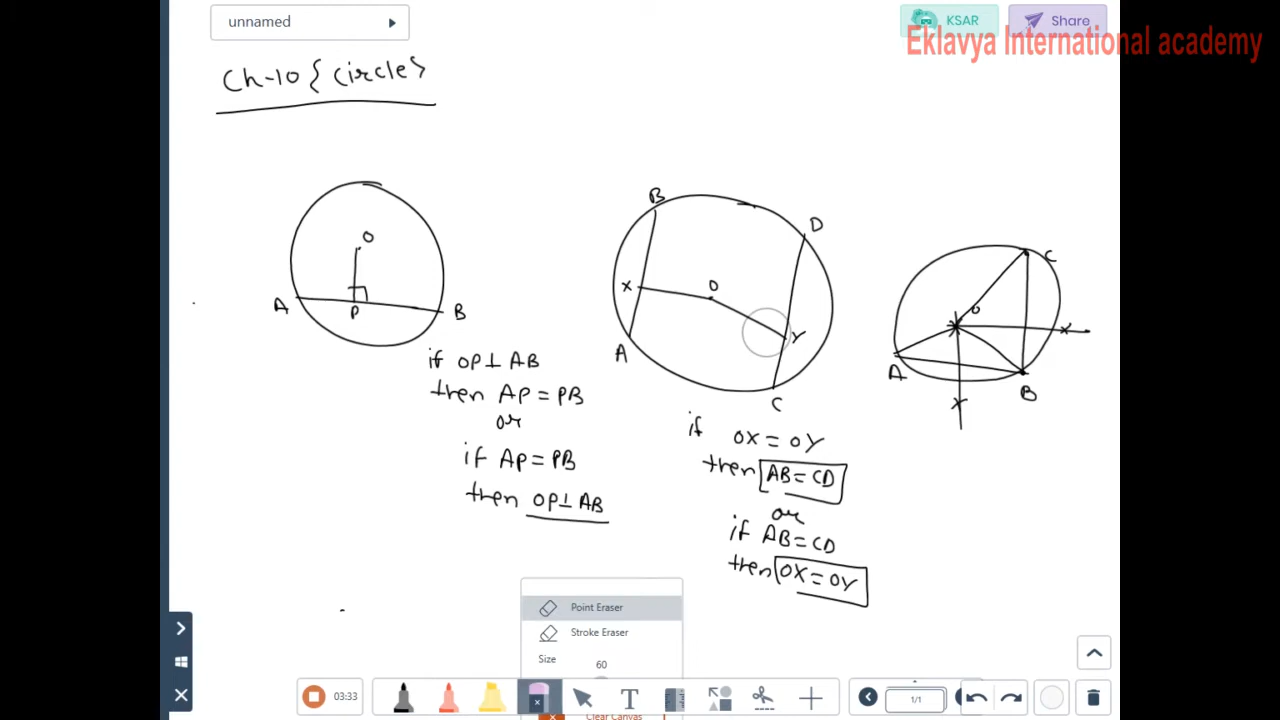 unnamed
KSAR
Share
Eklavya International academy
Ch-10 { circle }
O
A
P
B
if OP ⊥ AB
then AP = PB
or
if AP = PB
then OP ⊥ AB
B
D
X
O
Y
A
C
if OX = OY
then AB = CD
or
if AB = CD
then OX = OY
C
O
X
A
B
Y
Point Eraser
Stroke Eraser
Size
60
Clear Canvas
03:33
T
1/1